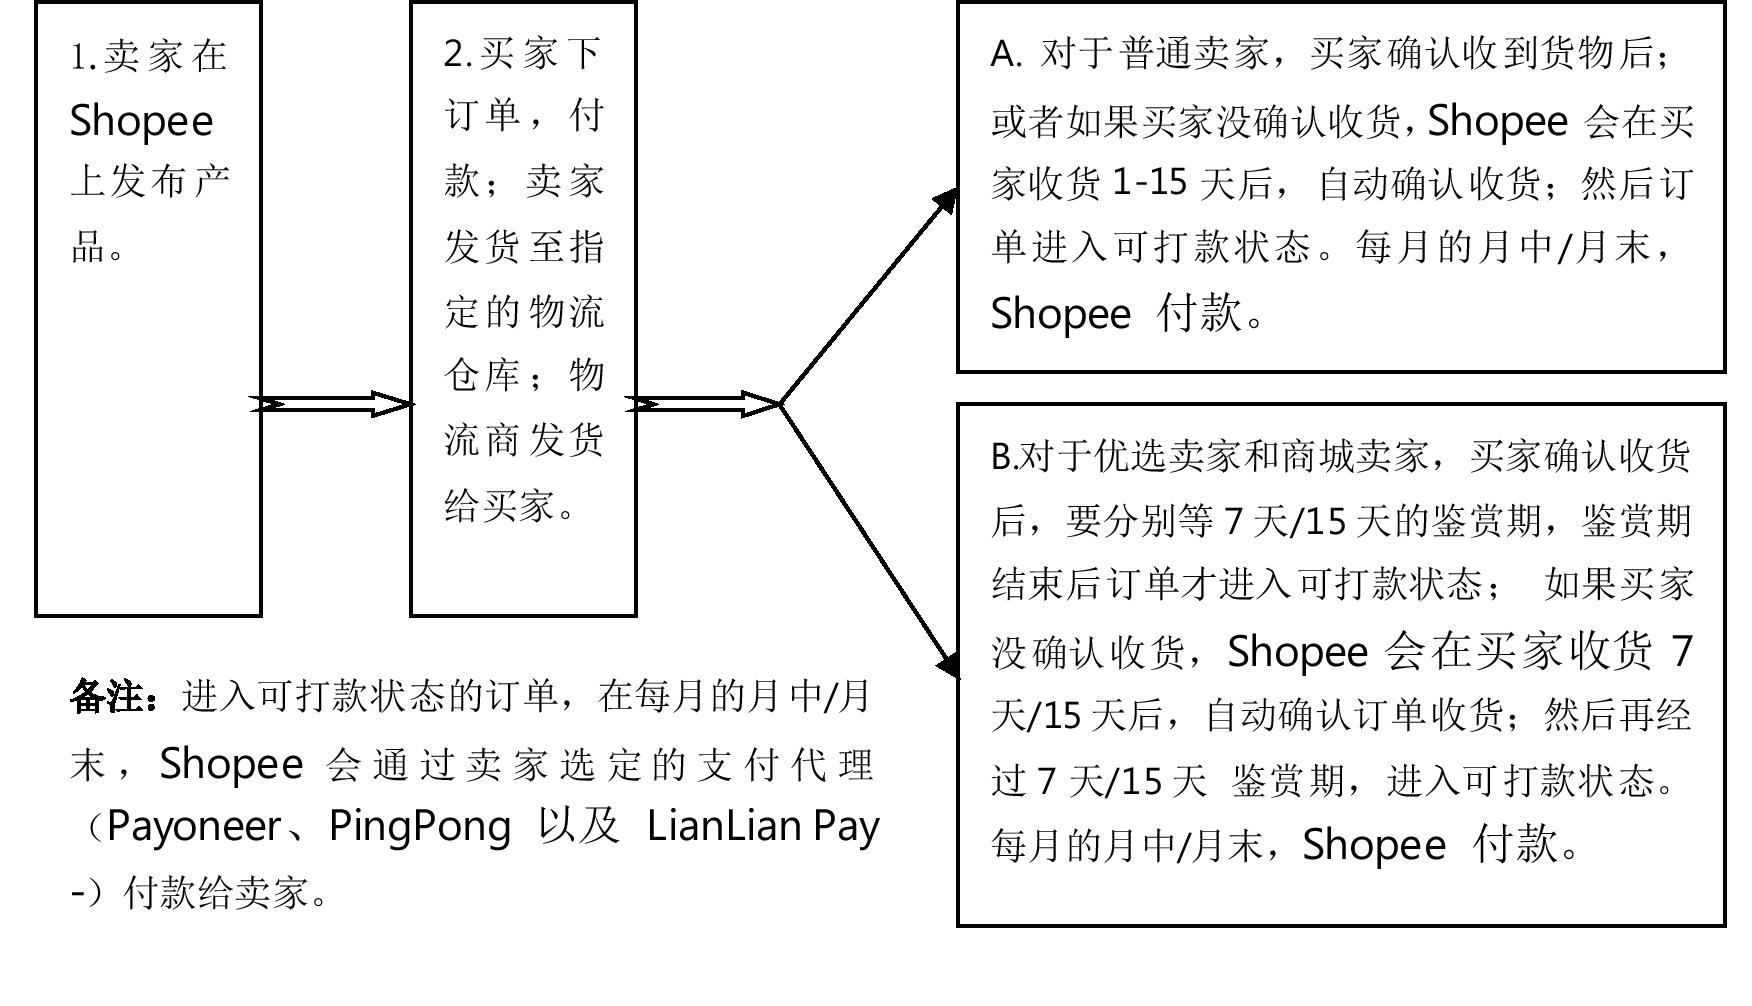 1.卖家在
Shopee
上发布产
品。
2.买家下
订单，付
款；卖家
发货至指
定的物流
仓库；物
流商发货
给买家。
A. 对于普通卖家，买家确认收到货物后；
或者如果买家没确认收货，Shopee 会在买
家收货 1-15 天后，自动确认收货；然后订
单进入可打款状态。每月的月中/月末，
Shopee 付款。
B.对于优选卖家和商城卖家，买家确认收货
后，要分别等 7 天/15 天的鉴赏期，鉴赏期
结束后订单才进入可打款状态； 如果买家
没确认收货，Shopee 会在买家收货 7
天/15 天后，自动确认订单收货；然后再经
过 7 天/15 天 鉴赏期，进入可打款状态。
每月的月中/月末，Shopee 付款。
备注：进入可打款状态的订单，在每月的月中/月
末，Shopee 会通过卖家选定的支付代理
（Payoneer、PingPong 以及 LianLian Pay
-）付款给卖家。